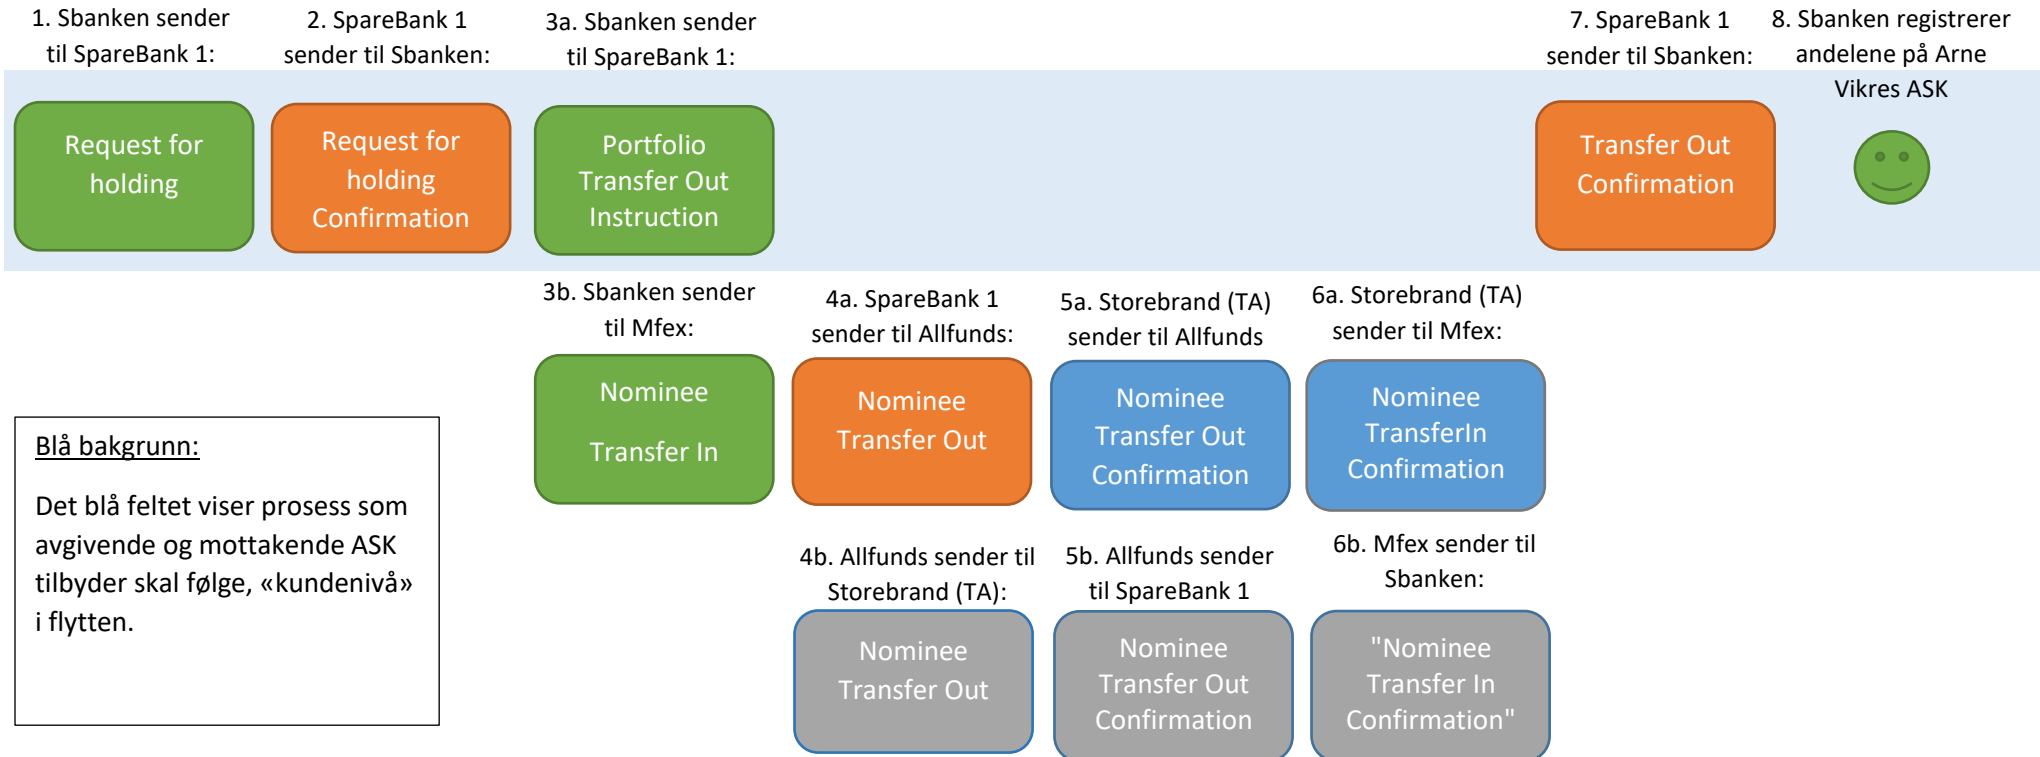 1. Sbanken sender
til SpareBank 1:
2. SpareBank 1
sender til Sbanken:
3a. Sbanken sender
til SpareBank 1:
7. SpareBank 1
sender til Sbanken:
8. Sbanken registrerer
andelene på Arne
Vikres ASK
Request for
holding
Request for
holding
Confirmation
Portfolio
Transfer Out
Instruction
Transfer Out
Confirmation
3b. Sbanken sender
til Mfex:
4a. SpareBank 1
sender til Allfunds:
5a. Storebrand (TA)
sender til Allfunds
6a. Storebrand (TA)
sender til Mfex:
Nominee
Transfer In
Nominee
Transfer Out
Nominee
Transfer Out
Confirmation
Nominee
TransferIn
Confirmation
Blå bakgrunn:
Det blå feltet viser prosess som
avgivende og mottakende ASK
tilbyder skal følge, «kundenivå»
i flytten.
4b. Allfunds sender til
Storebrand (TA):
5b. Allfunds sender
til SpareBank 1
6b. Mfex sender til
Sbanken:
Nominee
Transfer Out
Nominee
Transfer Out
Confirmation
"Nominee
Transfer In
Confirmation"